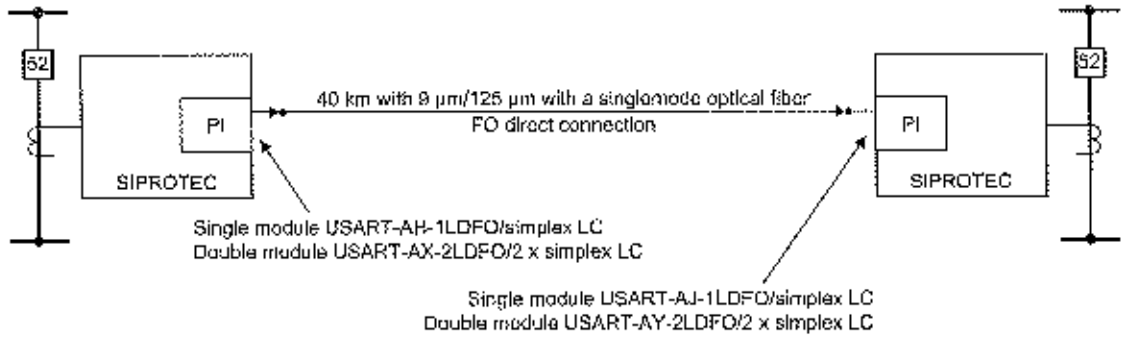 52
52
40 km with 9 µm/125 µm with a singlemode optical fiber
PI
FO direct connection
PI
SIPROTEC
SIPROTEC
Single module USART-AH-1LDFO/simplex LC
Double module USART-AX-2LDFO/2 x simplex LC
Single module USART-AJ-1LDFO/simplex LC
Double module USART-AY-2LDFO/2 x simplex LC